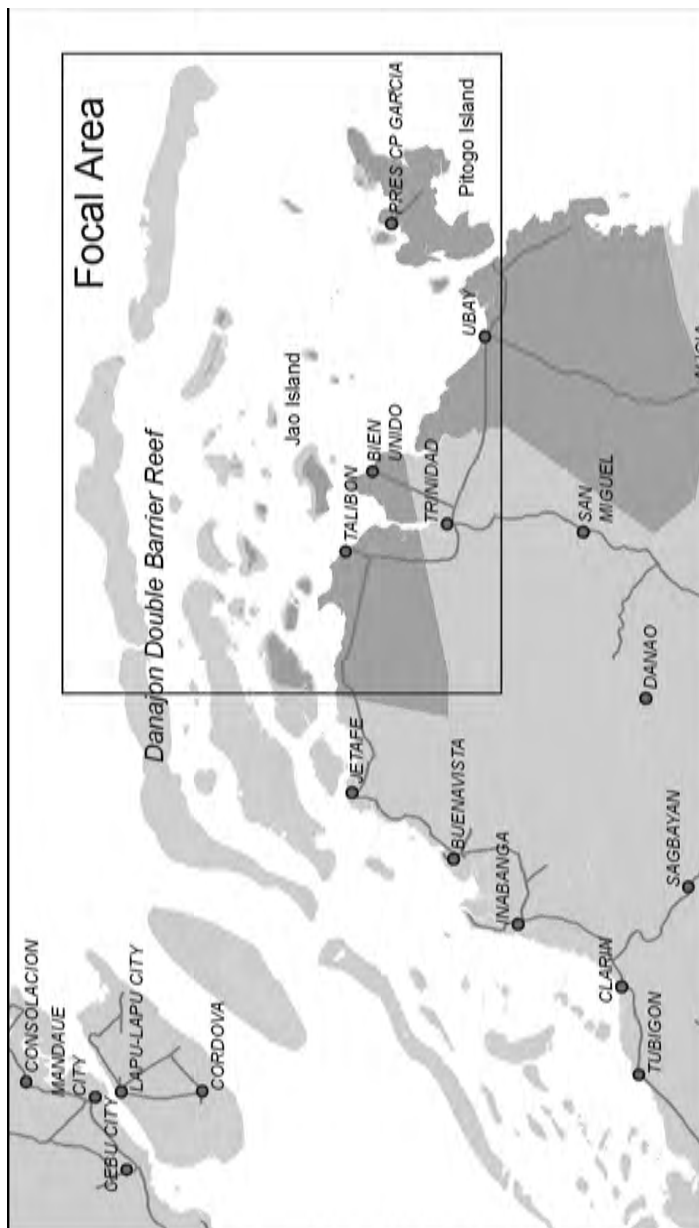 Focal Area
Danajon Double Barrier Reef
CONSOLACION
MANDAUE
CITY
CEBU CITY
LAPU-LAPU CITY
CORDOVA
Jao Island
PRES CP GARCIA
Pitogo Island
JETAFE
TALIBON
BIEN
UNIDO
UBAY
TRINIDAD
BUENAVISTA
INABANGA
SAN
MIGUEL
DANAO
CLARIN
TUBIGON
SAGBAYAN